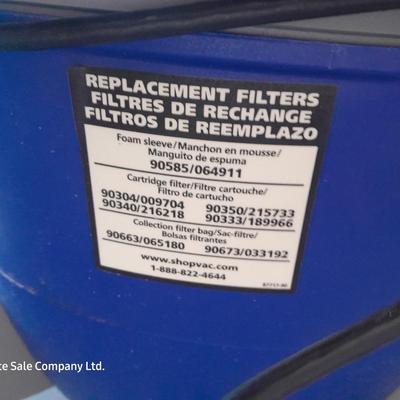 REPLACEMENT FILTERS
FILTRES DE RECHANGE
FILTROS DE REEMPLAZO
Foam sleeve/Manchon en mousse/
Manguito de espuma
90585/064911
Cartridge filter/Filtre cartouche/
Filtro de cartucho
90304/009704 90350/215733
90340/216218 90333/189966
Collection filter bag/Sac-filtre/
Bolsas filtrantes
90663/065180 90673/033192
www.shopvac.com
1-888-822-4644
te Sale Company Ltd.